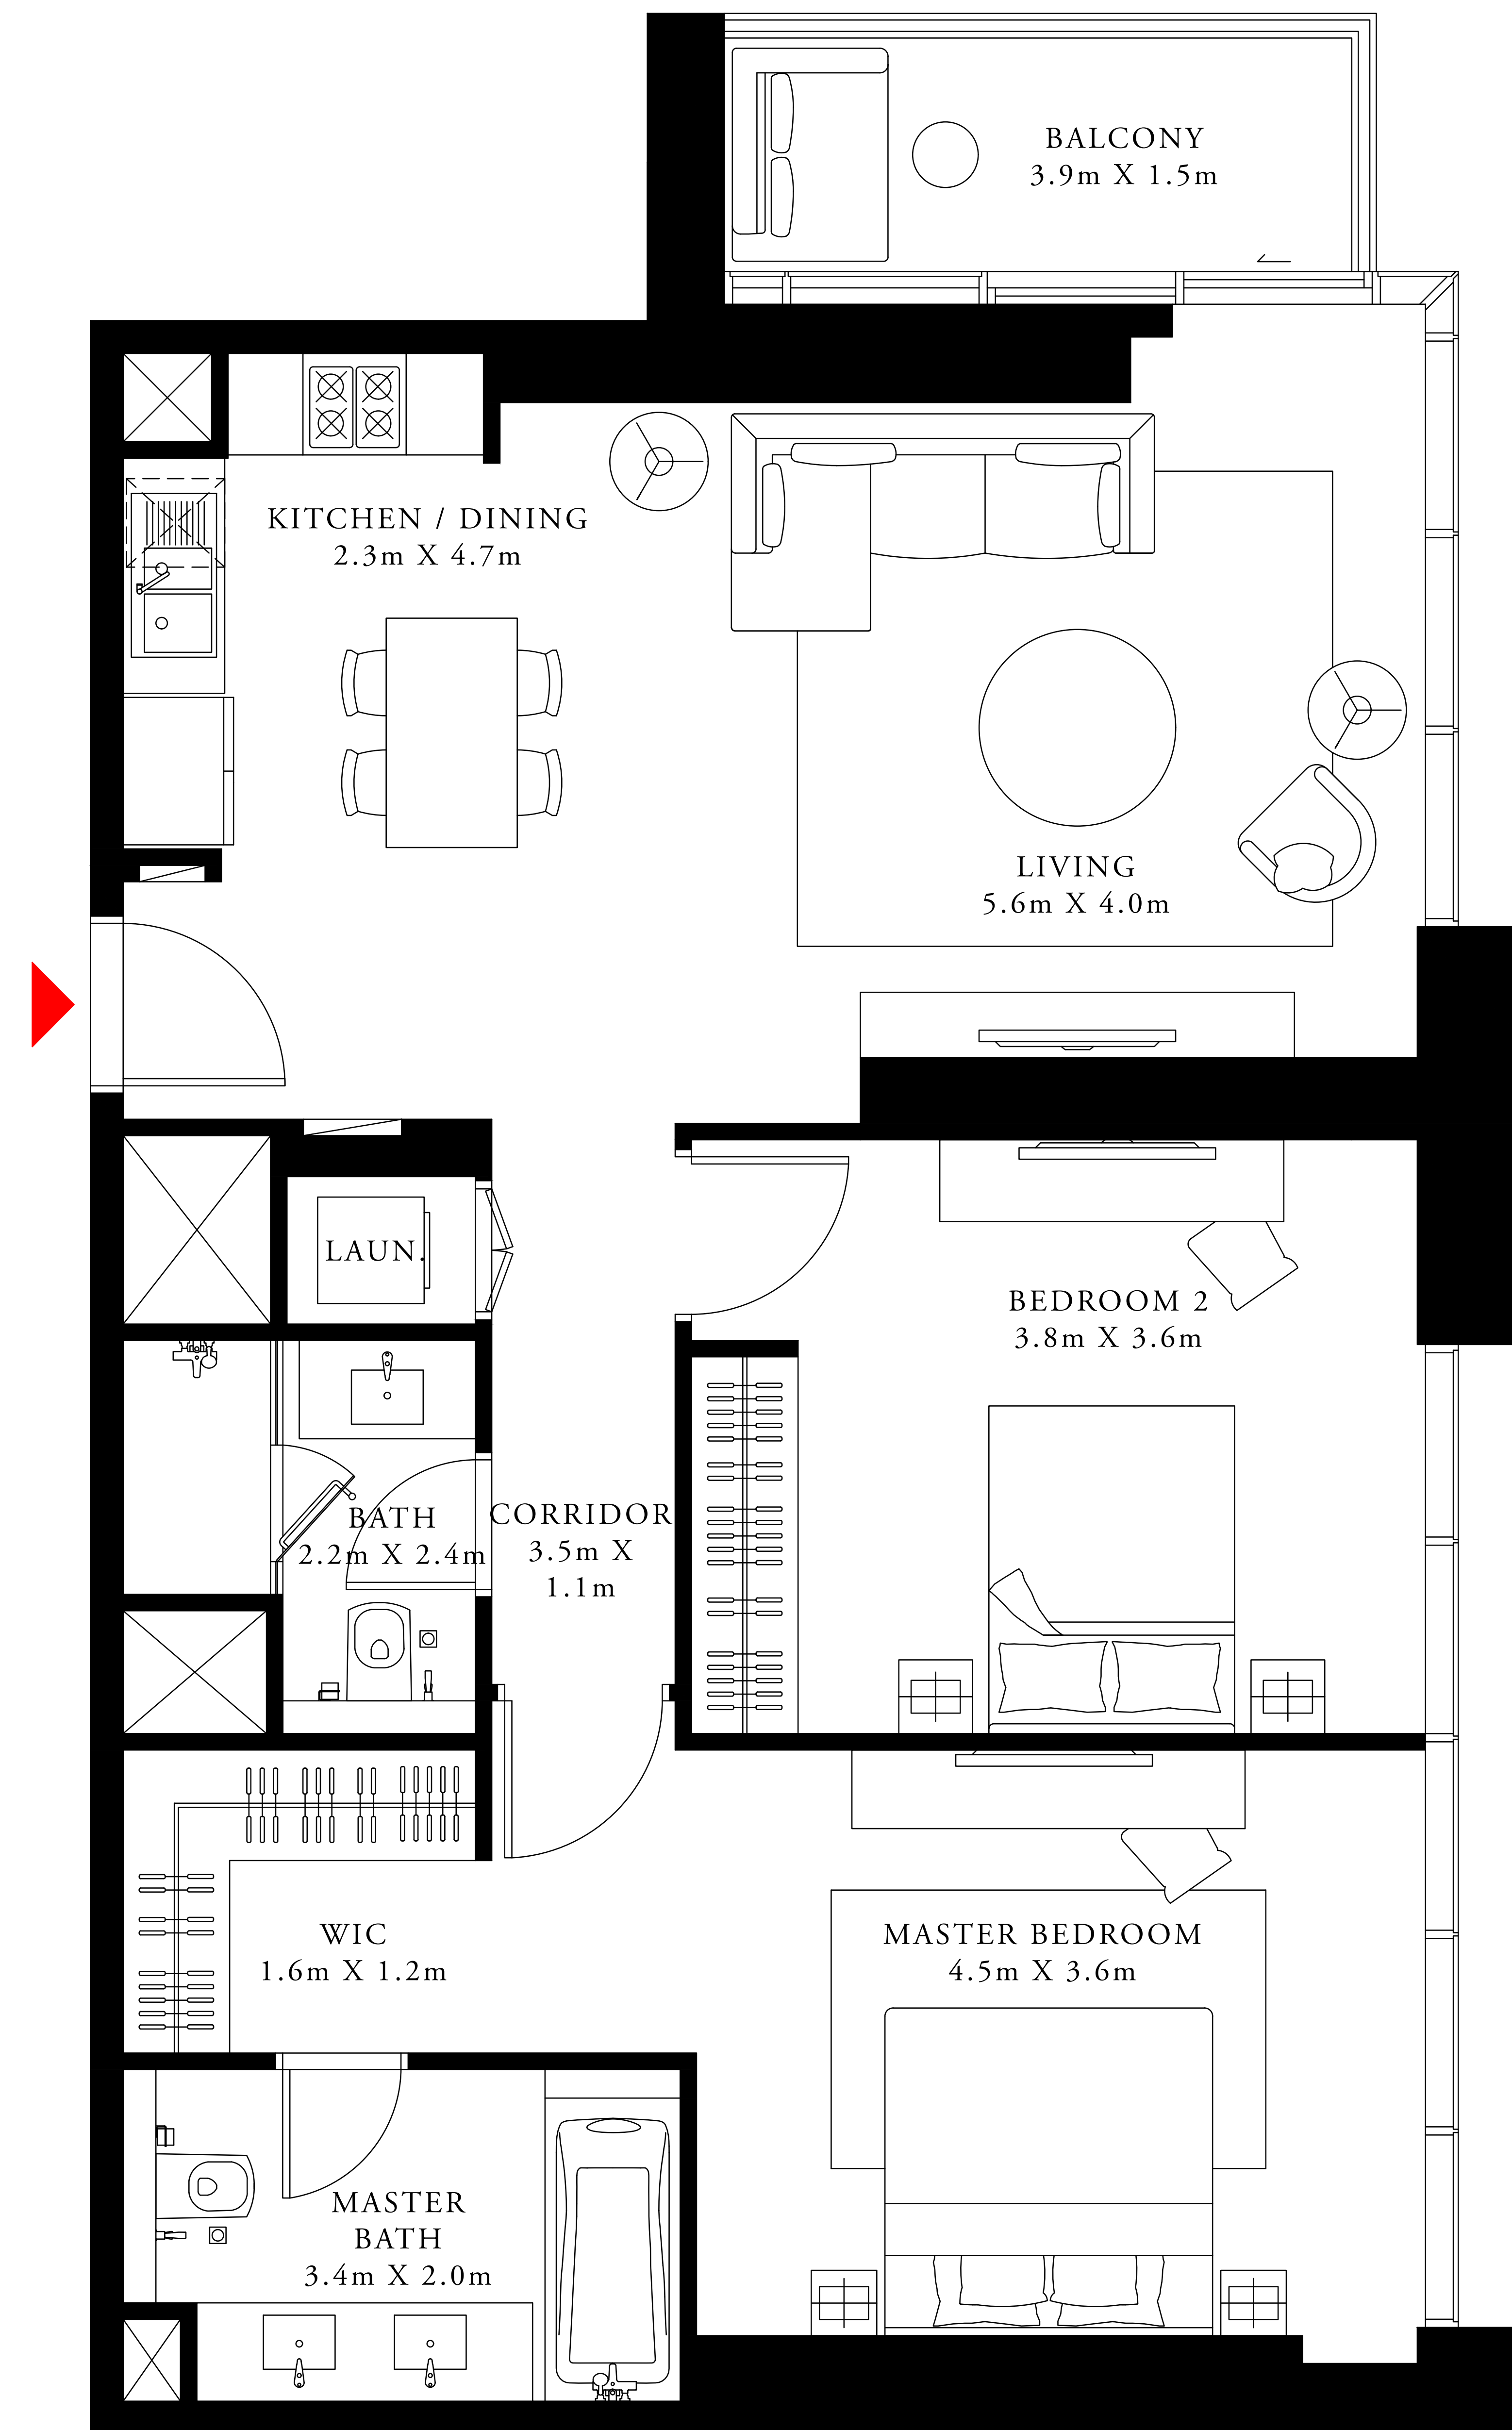 BALCONY
3.9m X 1.5m
KITCHEN / DINING
2.3m X 4.7m
LIVING
5.6m X 4.0m
LAUN.
BEDROOM 2
3.8m X 3.6m
BATH
2.2m X 2.4m
CORRIDOR
3.5m X
1.1m
WIC
1.6m X 1.2m
MASTER BEDROOM
4.5m X 3.6m
MASTER
BATH
3.4m X 2.0m